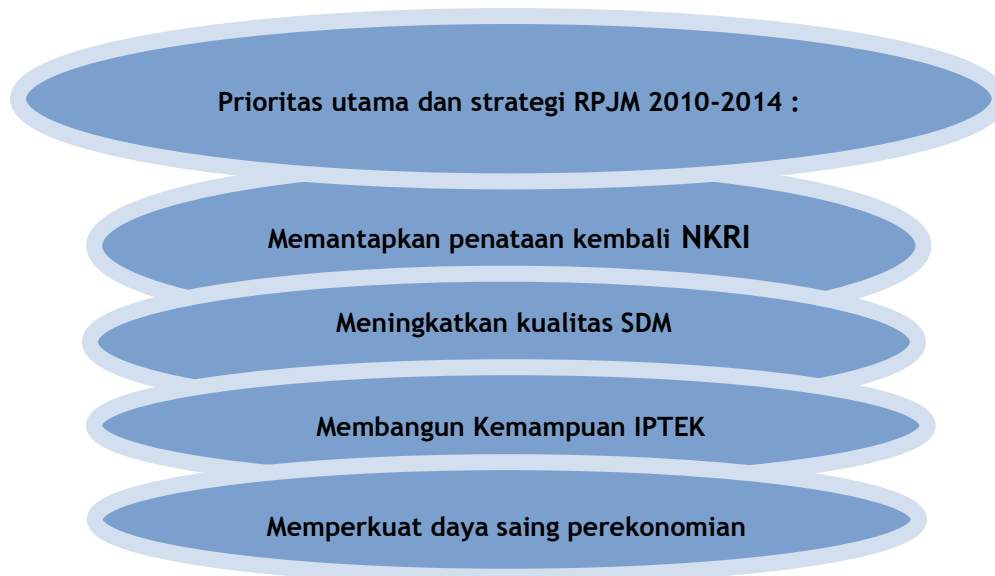 Prioritas utama dan strategi RPJM 2010-2014 :
Memantapkan penataan kembali NKRI
Meningkatkan kualitas SDM
Membangun Kemampuan IPTEK
Memperkuat daya saing perekonomian